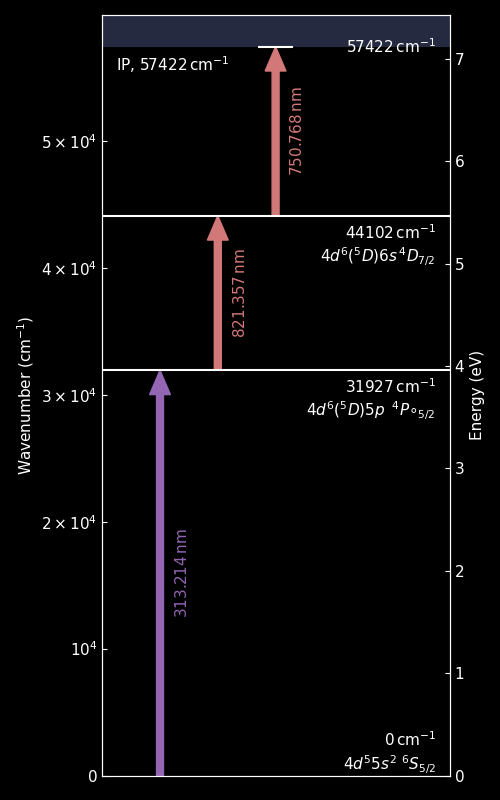 57422 cm⁻¹
IP, 57422 cm⁻¹
750.768 nm
44102 cm⁻¹
4d⁶(⁵D)6s ⁴D₇/₂
821.357 nm
31927 cm⁻¹
4d⁶(⁵D)5p ⁴P°₅/₂
313.214 nm
0 cm⁻¹
4d⁵5s² ⁶S₅/₂
Wavenumber (cm⁻¹)
5 × 10⁴
4 × 10⁴
3 × 10⁴
2 × 10⁴
10⁴
0
Energy (eV)
7
6
5
4
3
2
1
0